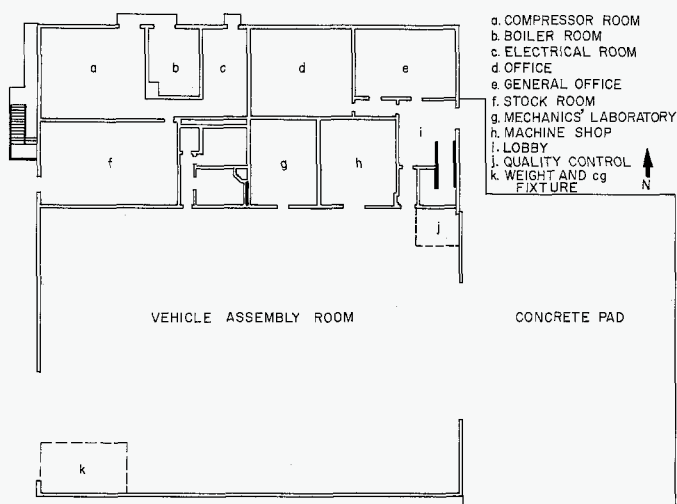 a. COMPRESSOR ROOM
b. BOILER ROOM
c. ELECTRICAL ROOM
d. OFFICE
e. GENERAL OFFICE
f. STOCK ROOM
g. MECHANICS' LABORATORY
h. MACHINE SHOP
i. LOBBY
j. QUALITY CONTROL
k. WEIGHT AND cg
FIXTURE
N
a
b
c
d
e
f
g
h
i
j
VEHICLE ASSEMBLY ROOM
CONCRETE PAD
k